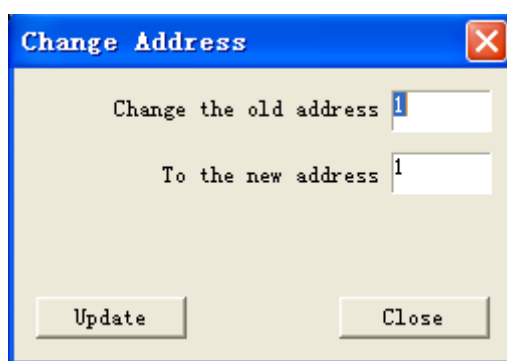 Change Address
Change the old address 1
To the new address 1
Update Close